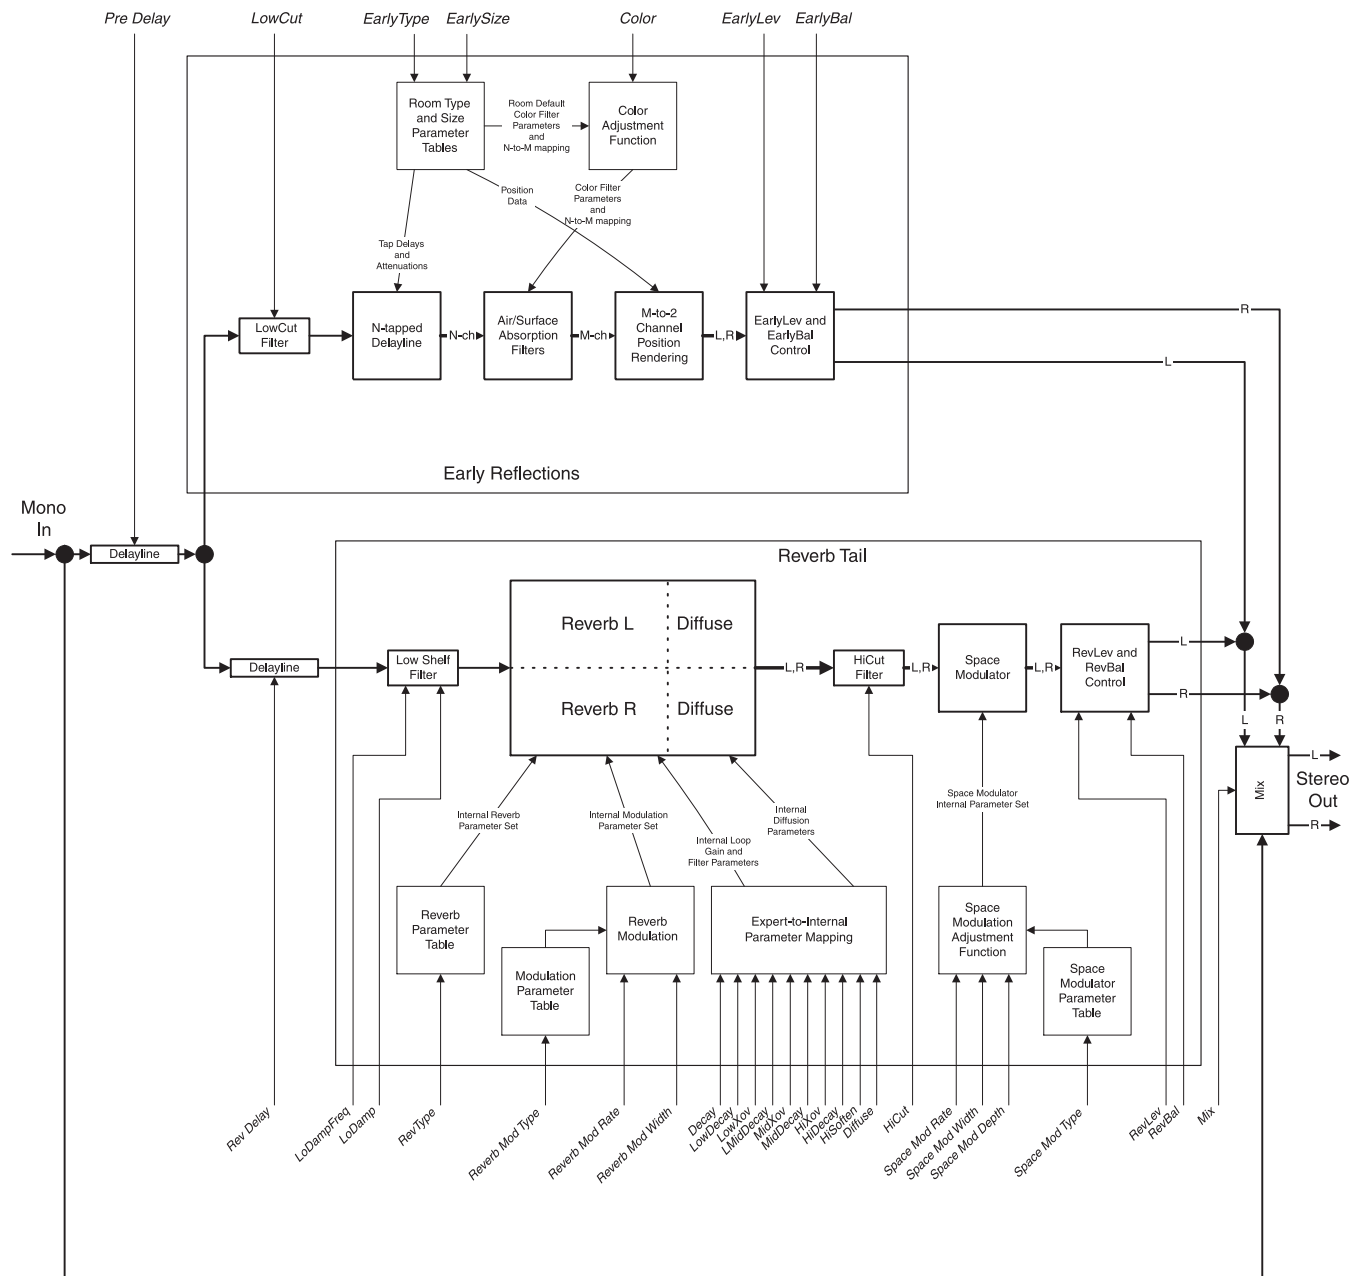 Pre Delay
LowCut
EarlyType
EarlySize
Color
EarlyLev
EarlyBal
Room Type
and Size
Parameter
Tables
Room Default
Color Filter
Parameters
and
N-to-M mapping
Color
Adjustment
Function
Position
Data
Color Filter
Parameters
and
N-to-M mapping
Tap Delays
and
Attenuations
LowCut
Filter
N-tapped
Delayline
N-ch
Air/Surface
Absorption
Filters
M-ch
M-to-2
Channel
Position
Rendering
L,R
EarlyLev and
EarlyBal
Control
R
L
Early Reflections
Mono
In
Delayline
Reverb Tail
Delayline
Low Shelf
Filter
Reverb L
Diffuse
Reverb R
Diffuse
L,R
HiCut
Filter
L,R
Space
Modulator
L,R
RevLev and
RevBal
Control
L
R
L
R
Mix
L
Stereo
Out
R
Internal Reverb
Parameter Set
Internal Modulation
Parameter Set
Internal Loop
Gain and
Filter Parameters
Internal
Diffusion
Parameters
Space Modulator
Internal Parameter Set
Reverb
Parameter
Table
Modulation
Parameter
Table
Reverb
Modulation
Expert-to-Internal
Parameter Mapping
Space
Modulation
Adjustment
Function
Space
Modulator
Parameter
Table
Rev Delay
LoDampFreq
LoDamp
RevType
Reverb Mod Type
Reverb Mod Rate
Reverb Mod Width
Decay
LowDecay
LowXov
LMidDecay
MidXov
MidDecay
HiXov
HiDecay
HiSoften
Diffuse
HiCut
Space Mod Rate
Space Mod Width
Space Mod Depth
Space Mod Type
RevLev
RevBal
Mix